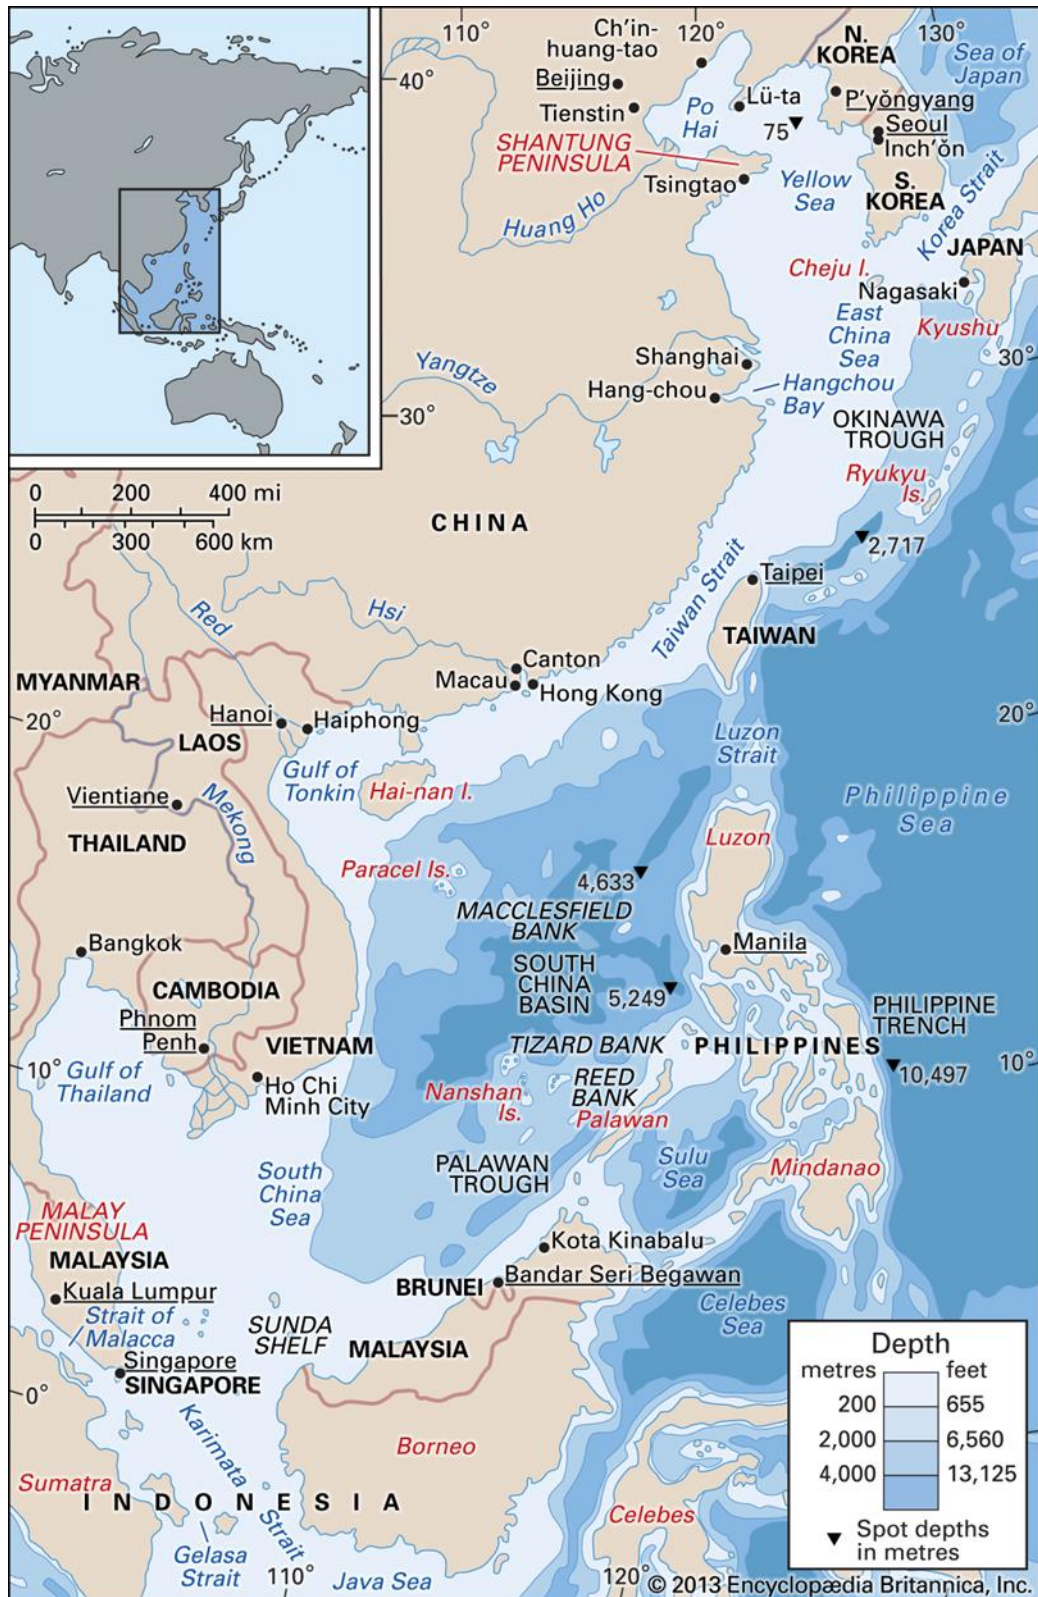 110°
120°
130°
Ch'in-
huang-tao
N.
KOREA
Sea of
Japan
40°
Beijing
Tienstin
Po
Hai
Lü-ta
75
P'yŏngyang
Seoul
Inch'ŏn
SHANTUNG
PENINSULA
Tsingtao
Yellow
Sea
S.
KOREA
Korea Strait
Huang Ho
JAPAN
Cheju I.
Nagasaki
East
China
Sea
Kyushu
30°
Shanghai
Yangtze
Hang-chou
Hangchou
Bay
30°
OKINAWA
TROUGH
Ryukyu
Is.
0 200 400 mi
0 300 600 km
CHINA
2,717
Taipei
Taiwan Strait
TAIWAN
Red
Hsi
Canton
Macau
Hong Kong
MYANMAR
20°
Hanoi
Haiphong
LAOS
Luzon
Strait
20°
Gulf of
Tonkin
Hai-nan I.
Vientiane
Mekong
Philippine
Sea
THAILAND
Luzon
Paracel Is.
4,633
MACCLESFIELD
BANK
Bangkok
Manila
SOUTH
CHINA
BASIN
5,249
CAMBODIA
PHILIPPINE
TRENCH
Phnom
Penh
VIETNAM
TIZARD BANK
PHILIPPINES
10°
10°
10,497
Gulf of
Thailand
Ho Chi
Minh City
Nanshan
Is.
REED
BANK
Palawan
PALAWAN
TROUGH
Sulu
Sea
Mindanao
South
China
Sea
MALAY
PENINSULA
MALAYSIA
Kota Kinabalu
BRUNEI
Bandar Seri Begawan
Kuala Lumpur
Strait of
Malacca
SUNDA
SHELF
MALAYSIA
Celebes
Sea
Singapore
SINGAPORE
0°
Karimata
Strait
Borneo
Sumatra
INDONESIA
Celebes
Gelasa
Strait
110°
Java Sea
120°
Depth
metres feet
200 655
2,000 6,560
4,000 13,125
Spot depths
in metres
© 2013 Encyclopædia Britannica, Inc.